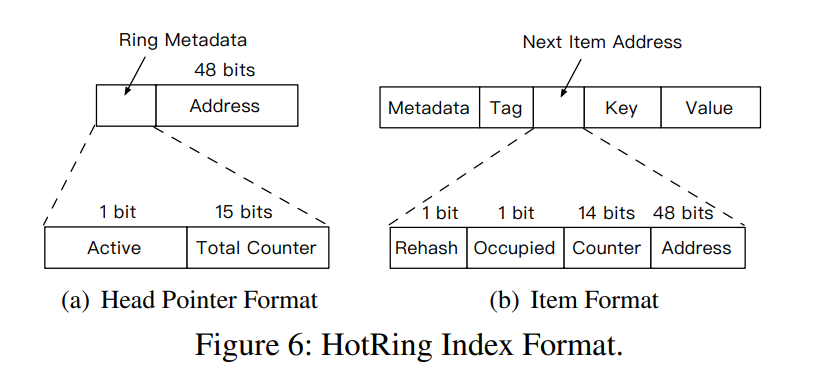 Ring Metadata
48 bits
Address
1 bit
15 bits
Active
Total Counter
(a) Head Pointer Format
Next Item Address
Metadata
Tag
Key
Value
1 bit
1 bit
14 bits
48 bits
Rehash
Occupied
Counter
Address
(b) Item Format
Figure 6: HotRing Index Format.